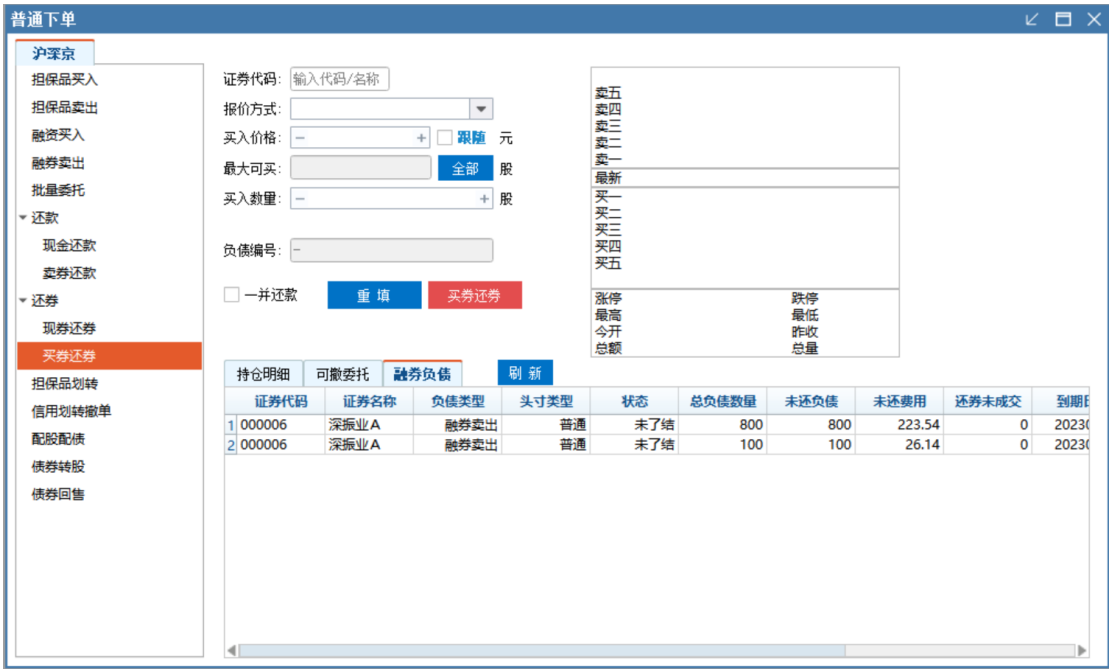 普通下单
沪深京
担保品买入
担保品卖出
融资买入
融券卖出
批量委托
还款
现金还款
卖券还款
还券
现券还券
买券还券
担保品划转
信用划转撤单
配股配债
债券转股
债券回售
证券代码: 输入代码/名称
报价方式:
买入价格: − + 跟随 元
最大可买: 全部 股
买入数量: − + 股
负债编号: −
一并还款 重填 买券还券
卖五
卖四
卖三
卖二
卖一
最新
买一
买二
买三
买四
买五
涨停 跌停
最高 最低
今开 昨收
总额 总量
持仓明细 可撤委托 融券负债 刷新
证券代码 证券名称 负债类型 头寸类型 状态 总负债数量 未还负债 未还费用 还券未成交 到期
1 000006 深振业A 融券卖出 普通 未了结 800 800 223.54 0 2023
2 000006 深振业A 融券卖出 普通 未了结 100 100 26.14 0 2023